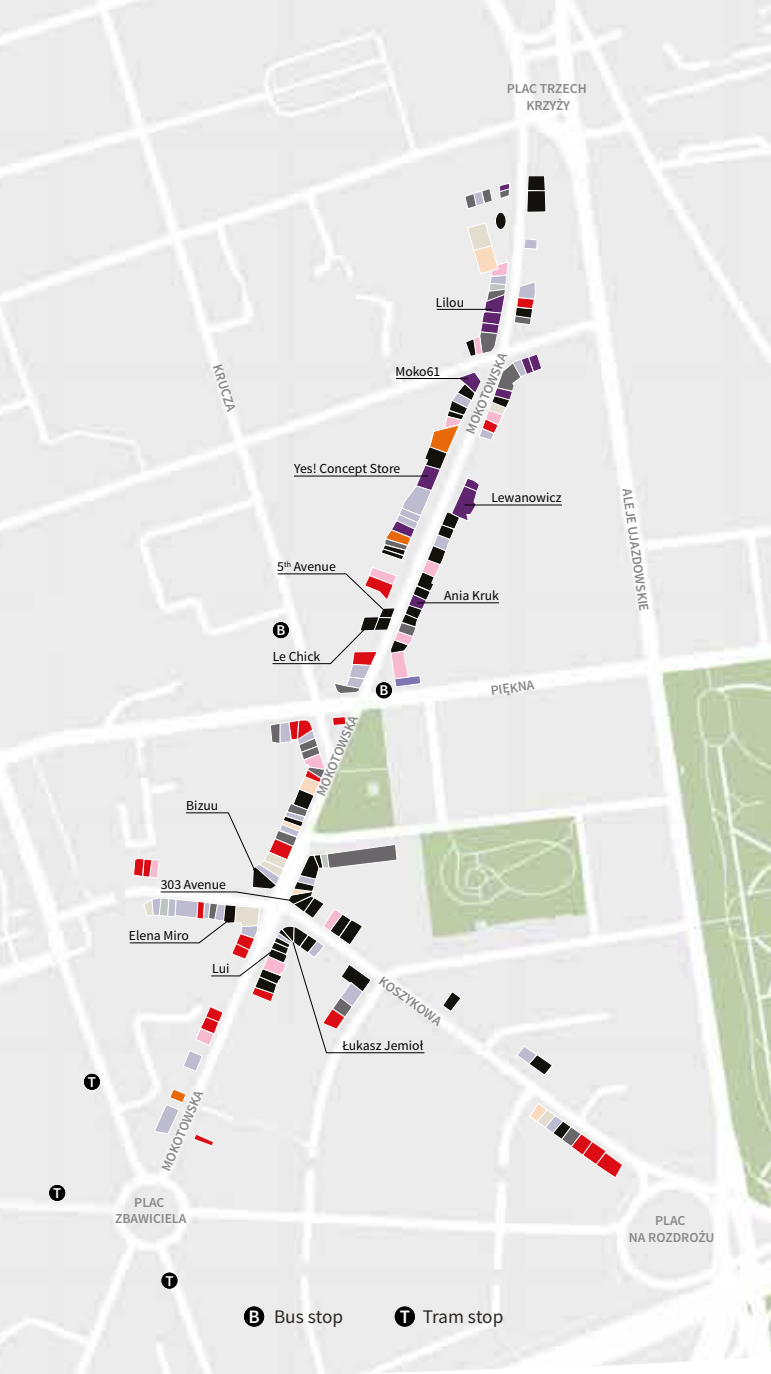 PLAC TRZECH
KRZYŻY
Lilou
Moko61
MOKOTOWSKA
KRUCZA
Yes! Concept Store
Lewanowicz
ALEJE UJAZDOWSKIE
5th Avenue
Ania Kruk
B
Le Chick
B
PIĘKNA
MOKOTOWSKA
Bizuu
303 Avenue
Elena Miro
Lui
KOSZYKOWA
Łukasz Jemioł
T
MOKOTOWSKA
T
PLAC
ZBAWICIELA
PLAC
NA ROZDROŻU
T
B Bus stop
T Tram stop